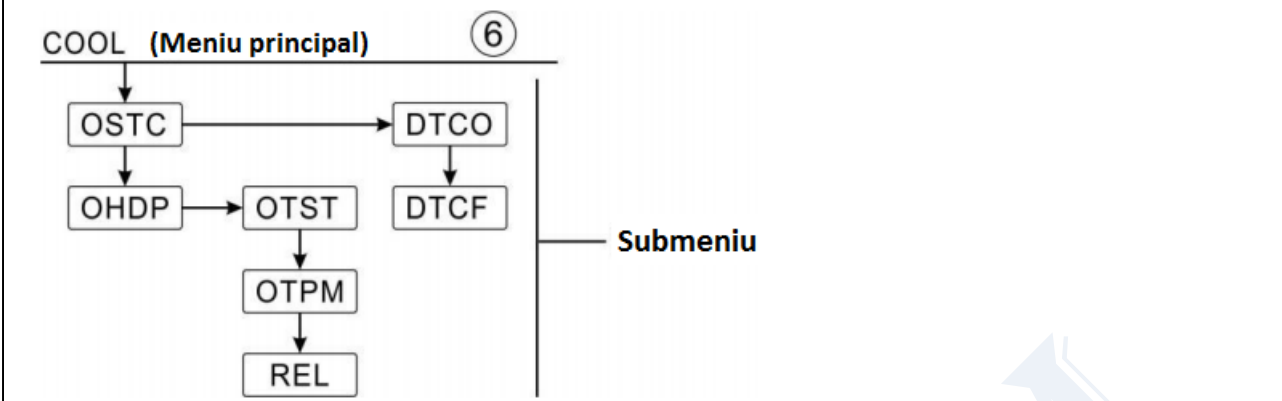 COOL (Meniu principal) 6
OSTC DTCO
OHDP OTST DTCF
Submeniu
OTPM
REL